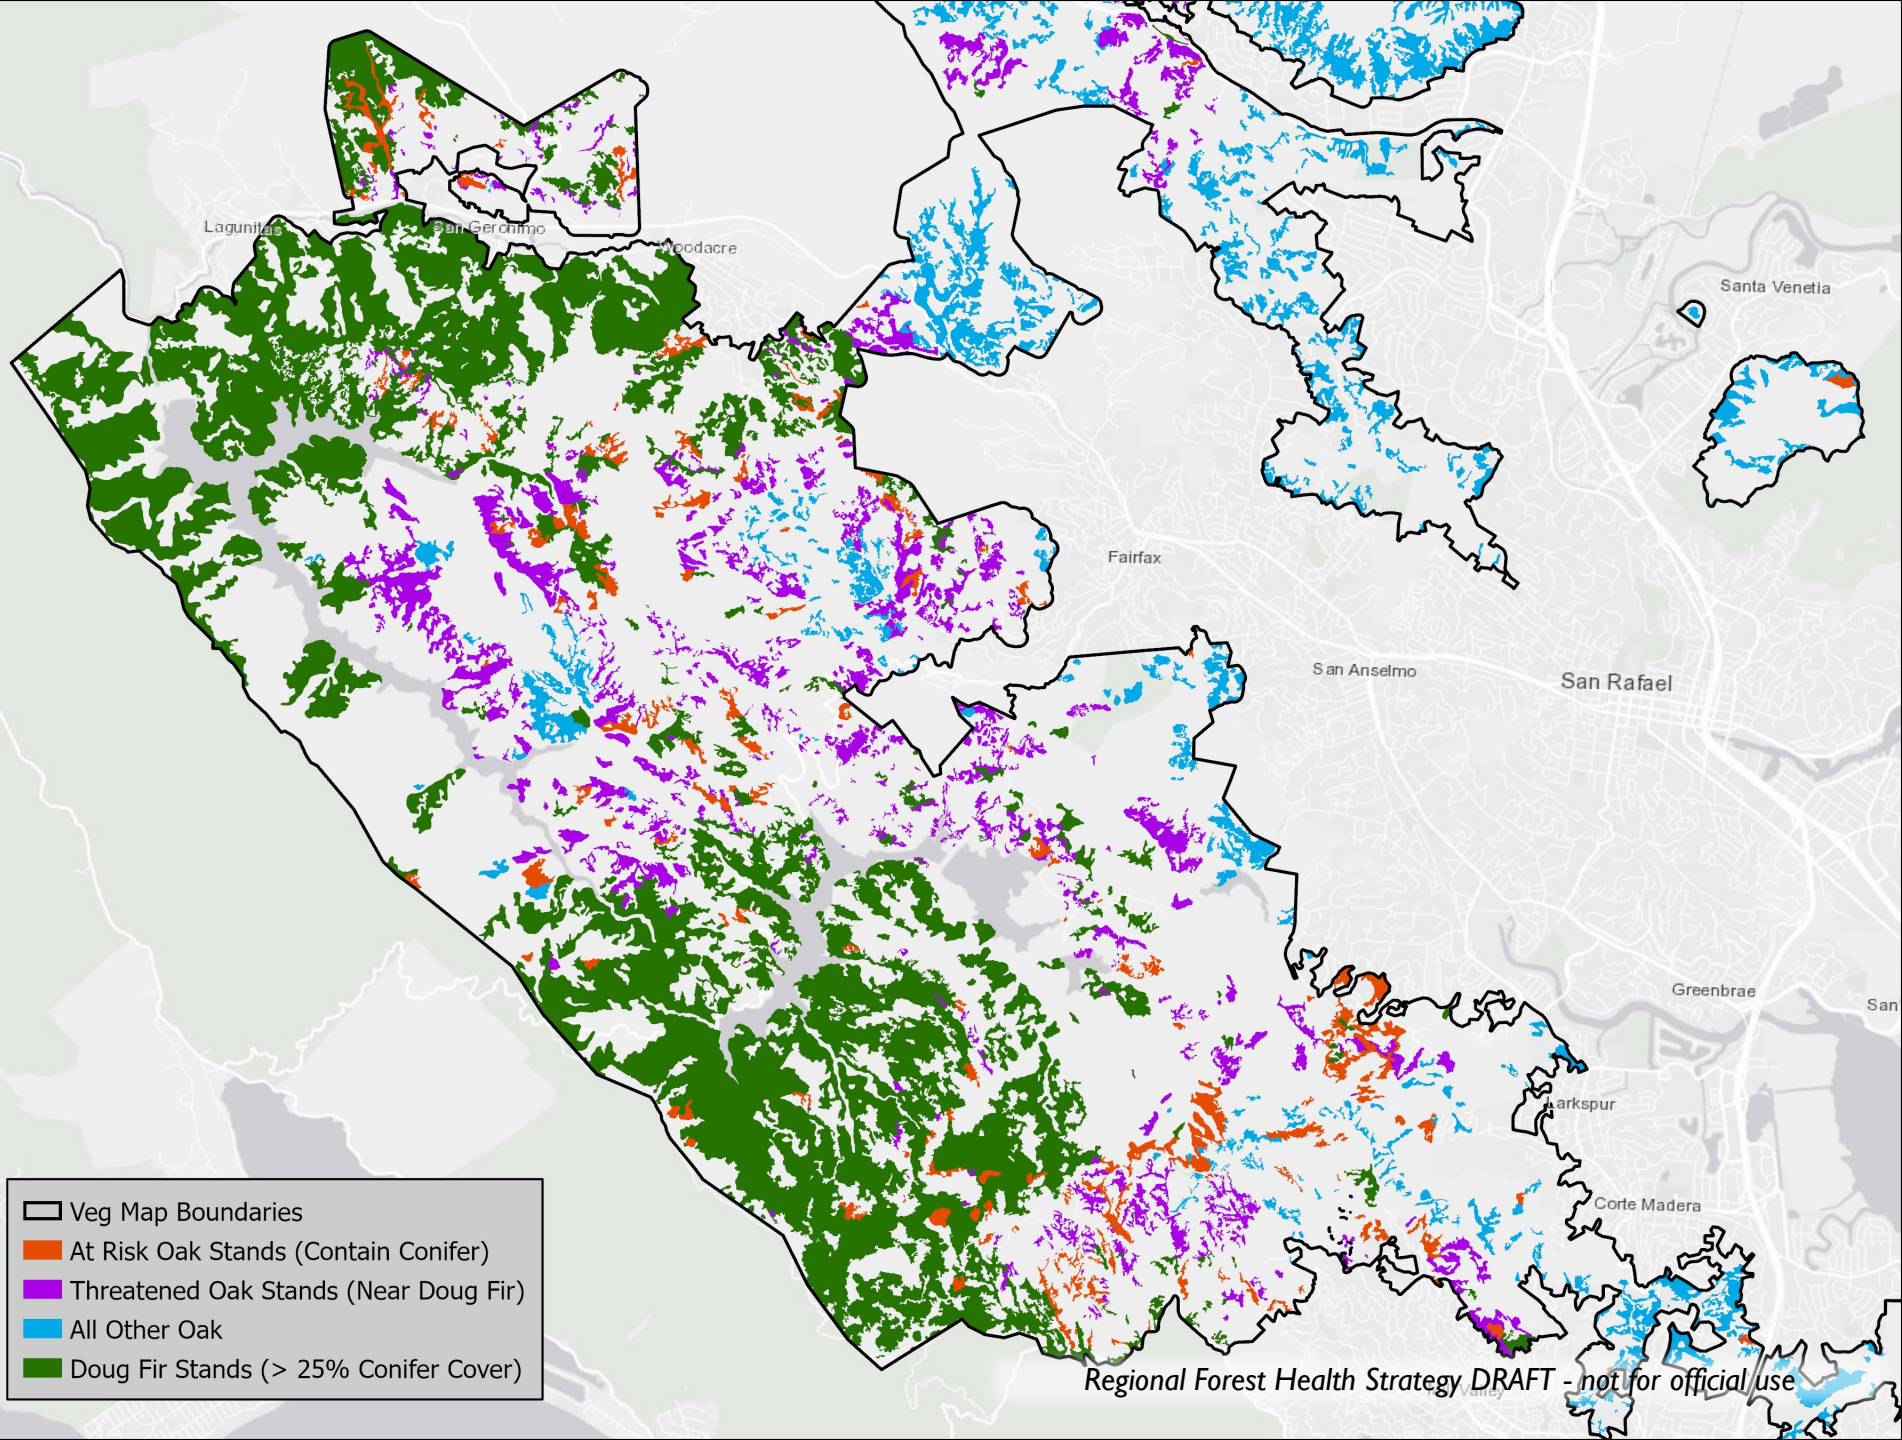 Lagunitas
San Geronimo
Woodacre
Santa Venetia
Fairfax
San Anselmo
San Rafael
Greenbrae
San
Larkspur
Corte Madera
Veg Map Boundaries
At Risk Oak Stands (Contain Conifer)
Threatened Oak Stands (Near Doug Fir)
All Other Oak
Doug Fir Stands (> 25% Conifer Cover)
Valley
Regional Forest Health Strategy DRAFT - not for official use